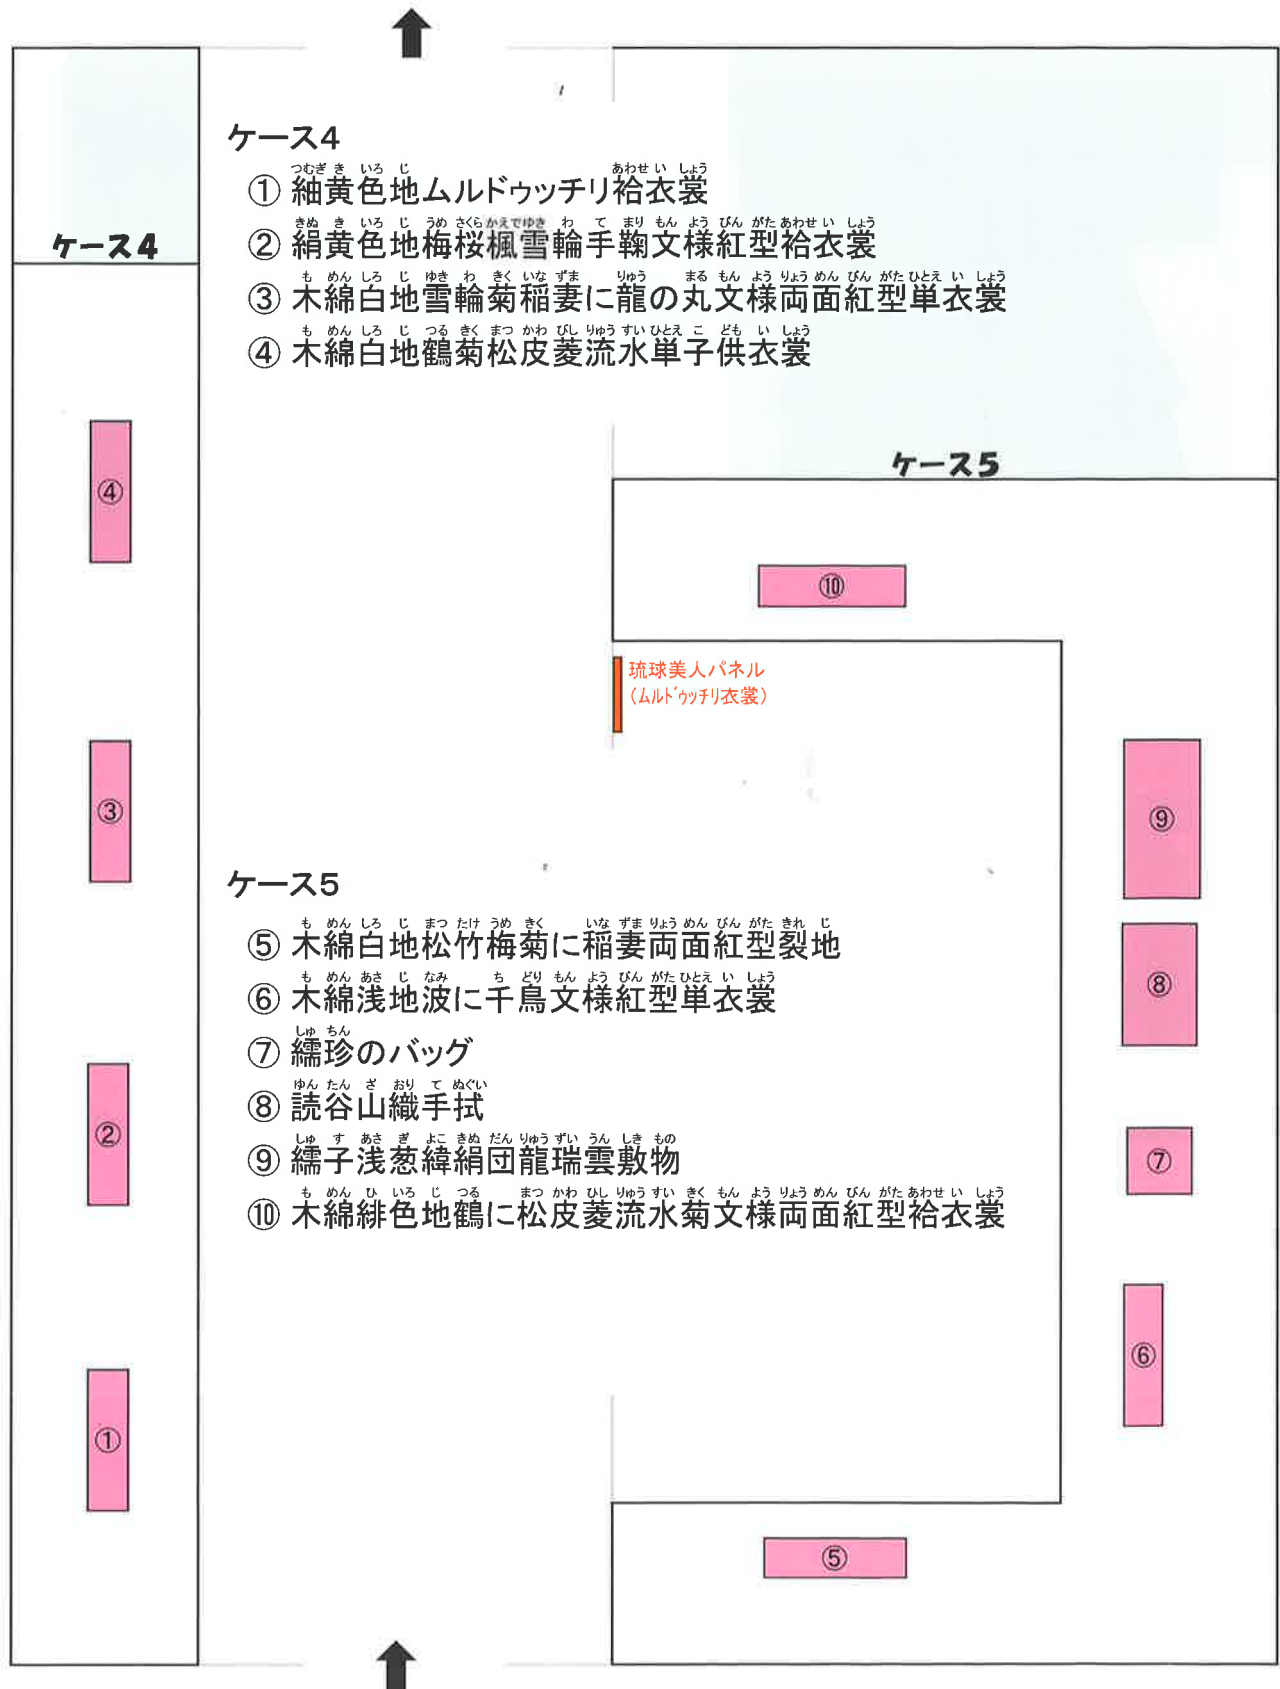 ケース4
① 紬黄色地ムルドゥッチリ袷衣裳
② 絹黄色地梅桜楓雪輪手鞠文様紅型袷衣裳
③ 木綿白地雪輪菊稲妻に龍の丸文様両面紅型単衣裳
④ 木綿白地鶴菊松皮菱流水単子供衣裳
ケース4
④
③
②
①
ケース5
⑩
琉球美人パネル
（ムルドゥッチリ衣裳）
⑨
⑧
⑦
⑥
⑤
ケース5
⑤ 木綿白地松竹梅菊に稲妻両面紅型裂地
⑥ 木綿浅地波に千鳥文様紅型単衣裳
⑦ 繻珍のバッグ
⑧ 読谷山織手拭
⑨ 繻子浅葱緯絹団龍瑞雲敷物
⑩ 木綿緋色地鶴に松皮菱流水菊文様両面紅型袷衣裳